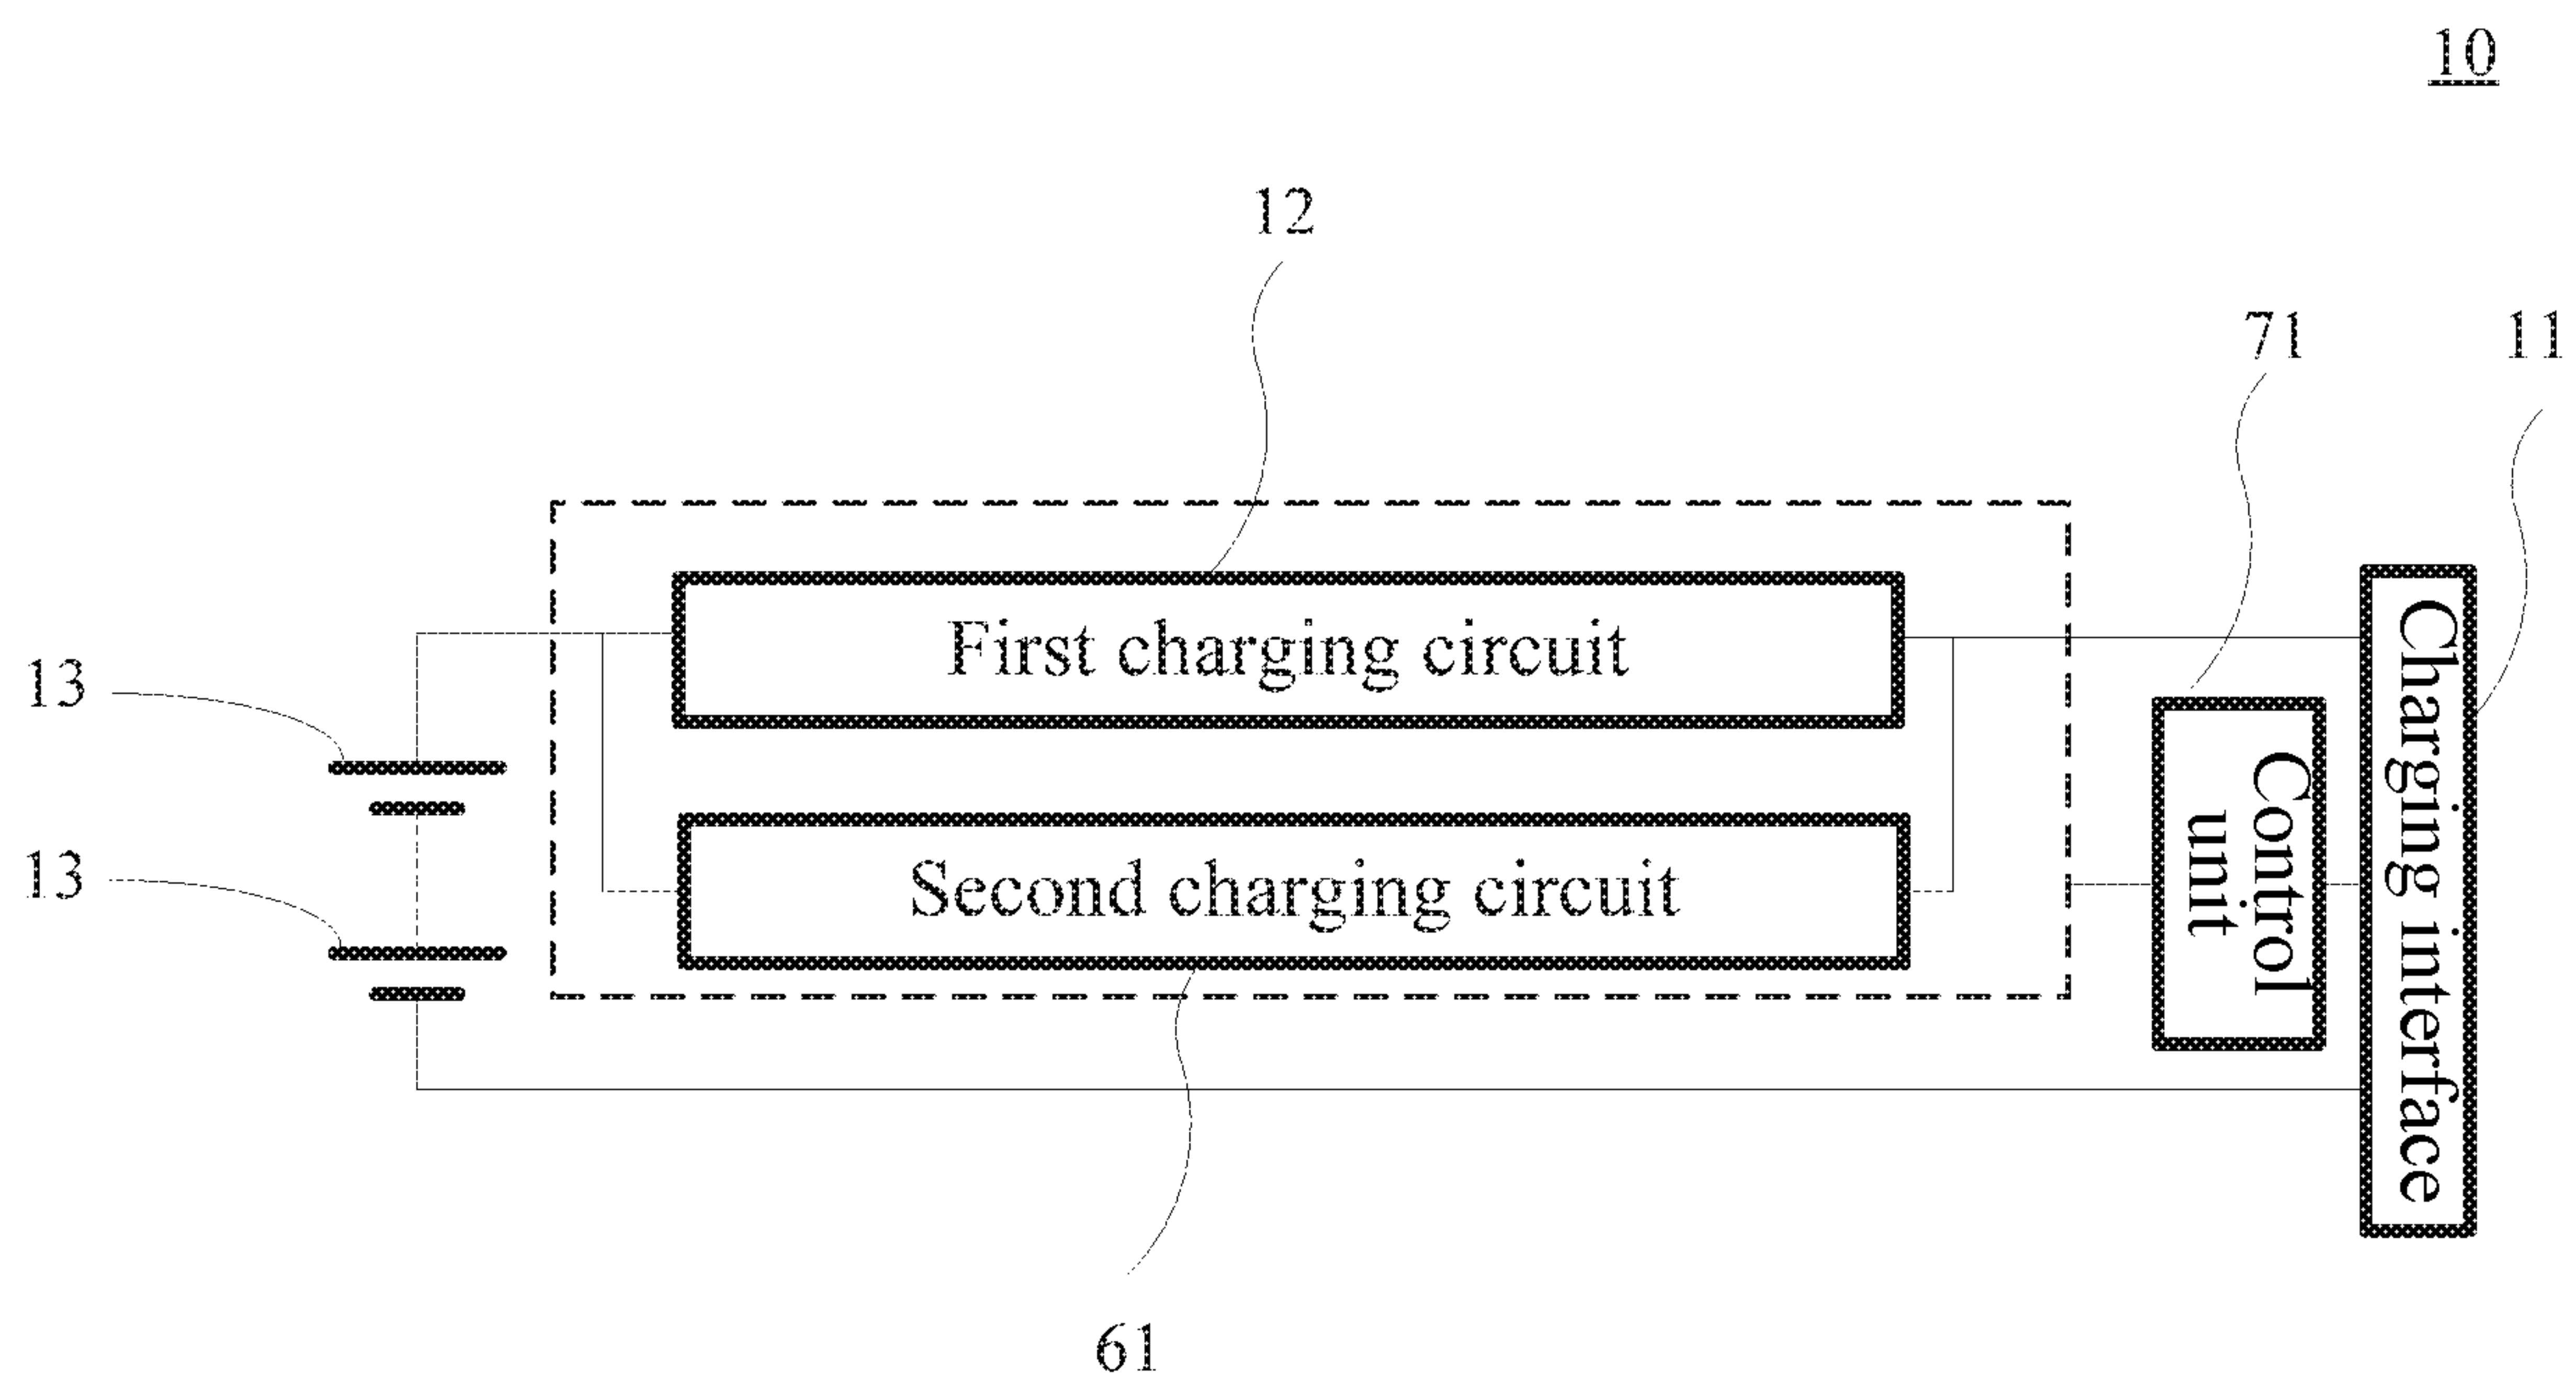 10
12
71
11
First charging circuit
13
Second charging circuit
13
Control
unit
Charging interface
61